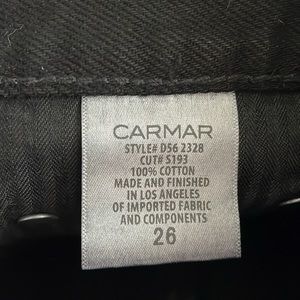 CARMAR
STYLE# D56 2328
CUT# S193
100% COTTON
MADE AND FINISHED
IN LOS ANGELES
OF IMPORTED FABRIC
AND COMPONENTS
26